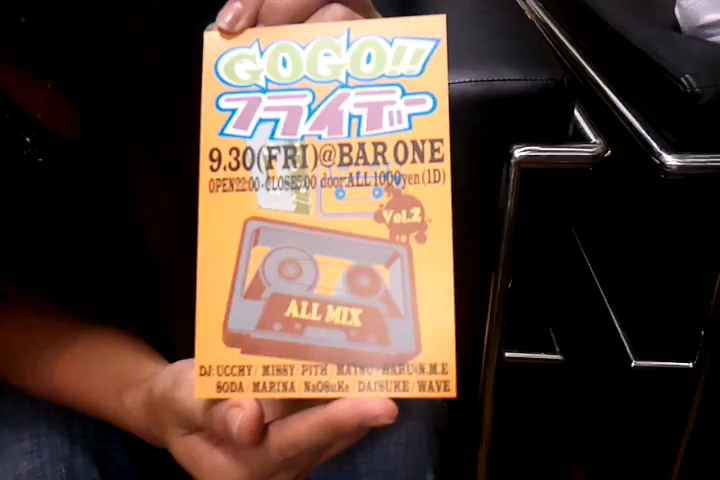 GOGO!!
フライデー
9.30(FRI)@BAR ONE
OPEN22:00-CLOSE5:00 door:ALL 1000yen(1D)
Vol.2
ALL MIX
DJ:UCCHY/MISSY/PITH/MATSU/HARU@N.M.E
SODA/MARINA/NaOSuKe/DAISUKE/WAVE